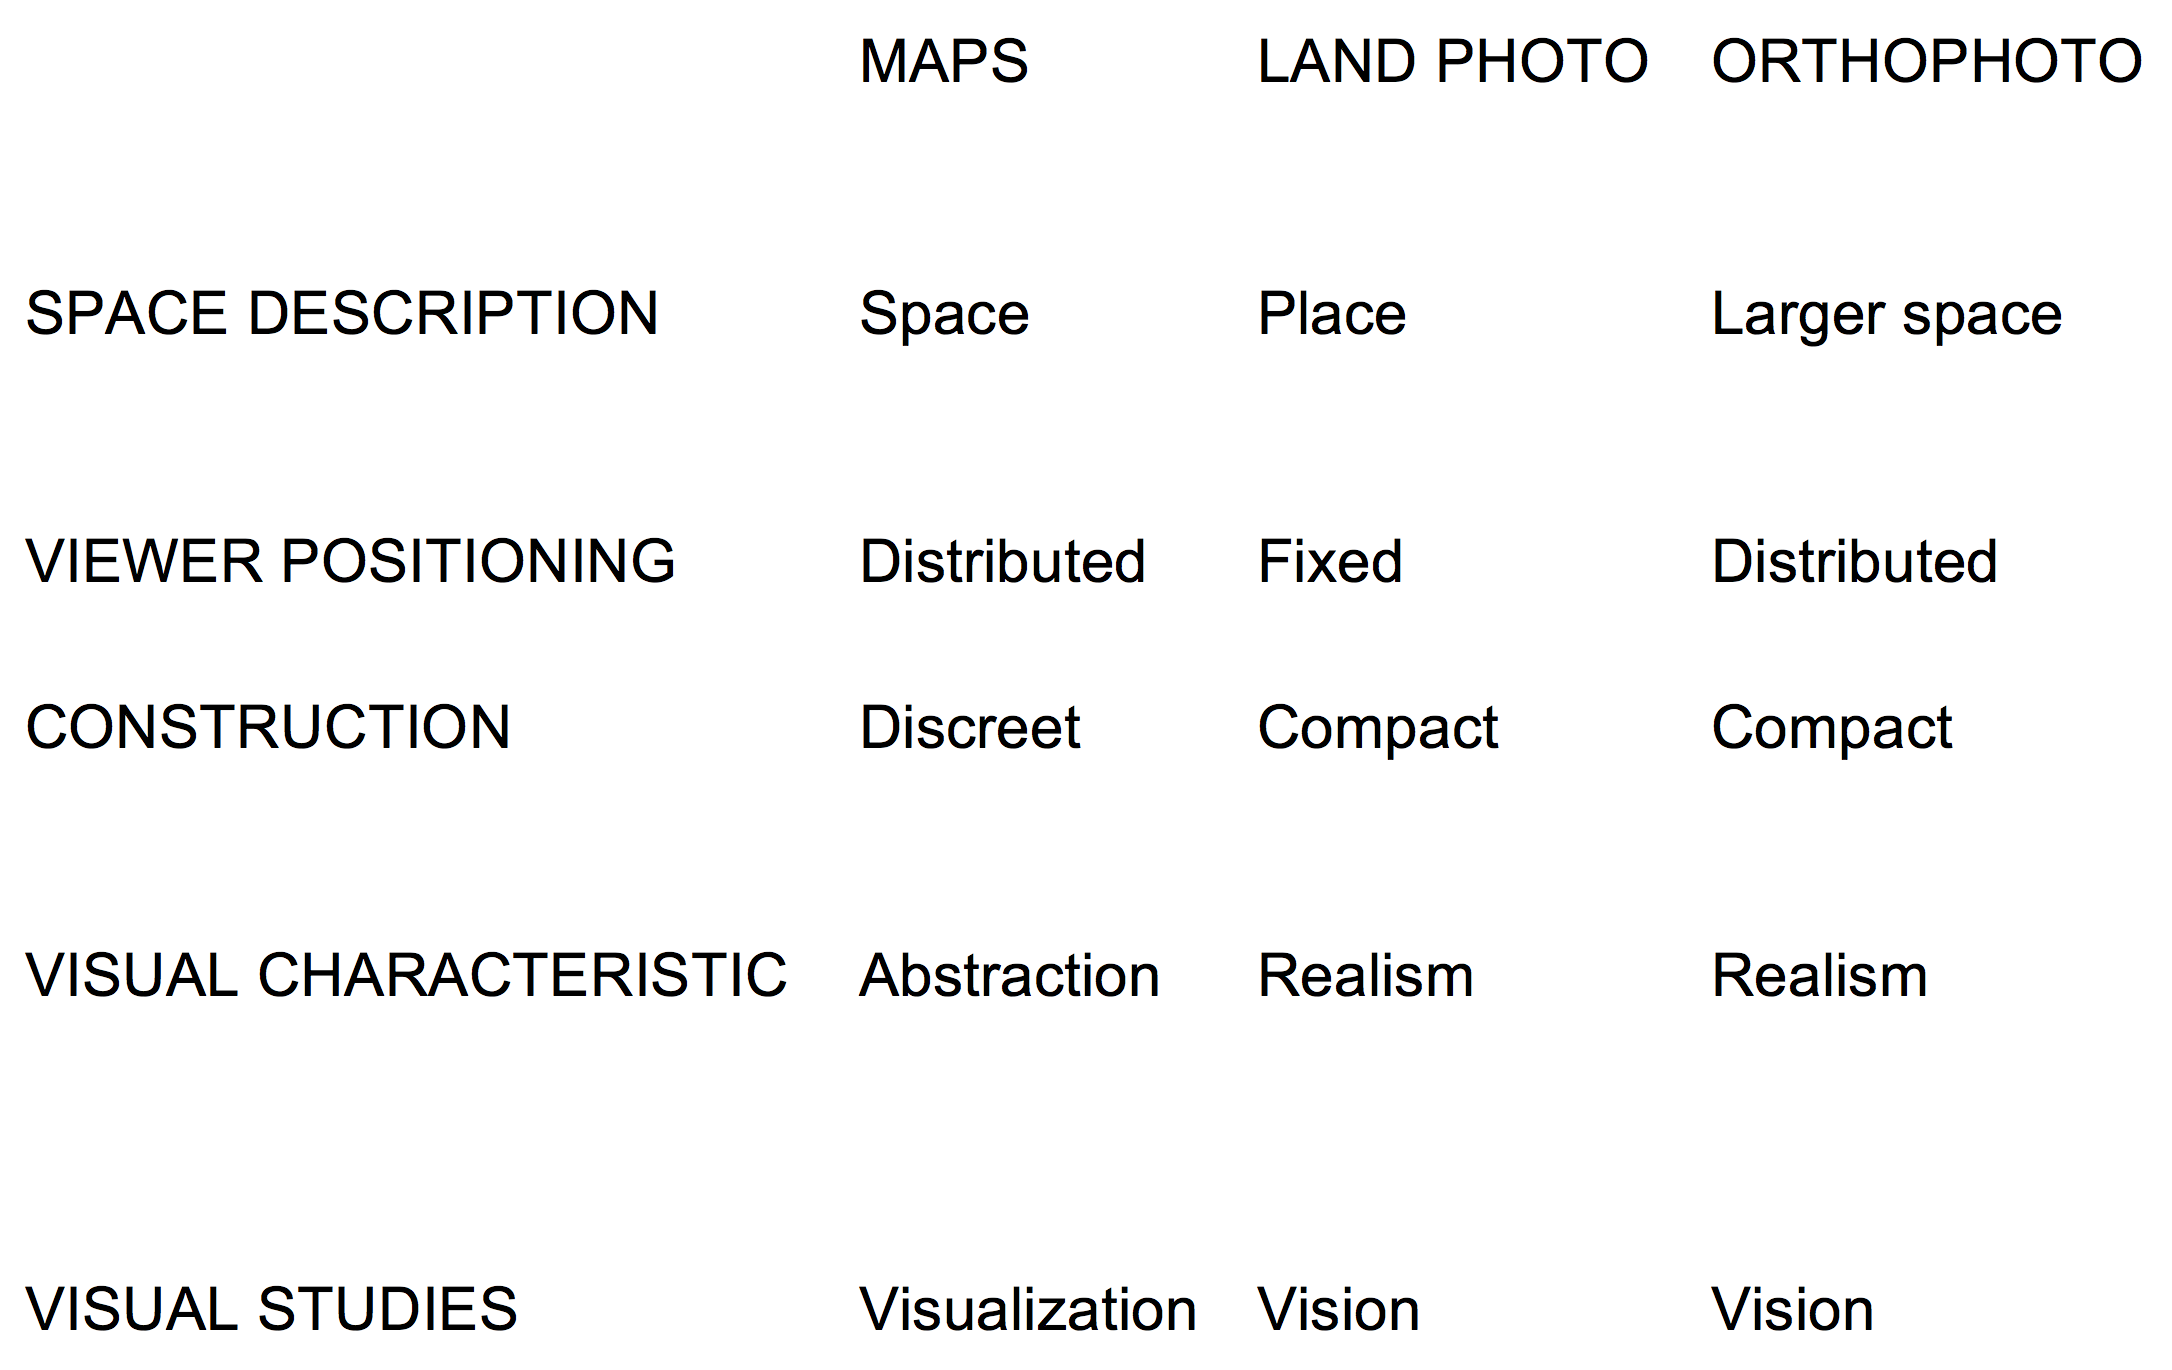 MAPS LAND PHOTO ORTHOPHOTO
SPACE DESCRIPTION Space Place Larger space
VIEWER POSITIONING Distributed Fixed Distributed
CONSTRUCTION Discreet Compact Compact
VISUAL CHARACTERISTIC Abstraction Realism Realism
VISUAL STUDIES Visualization Vision Vision